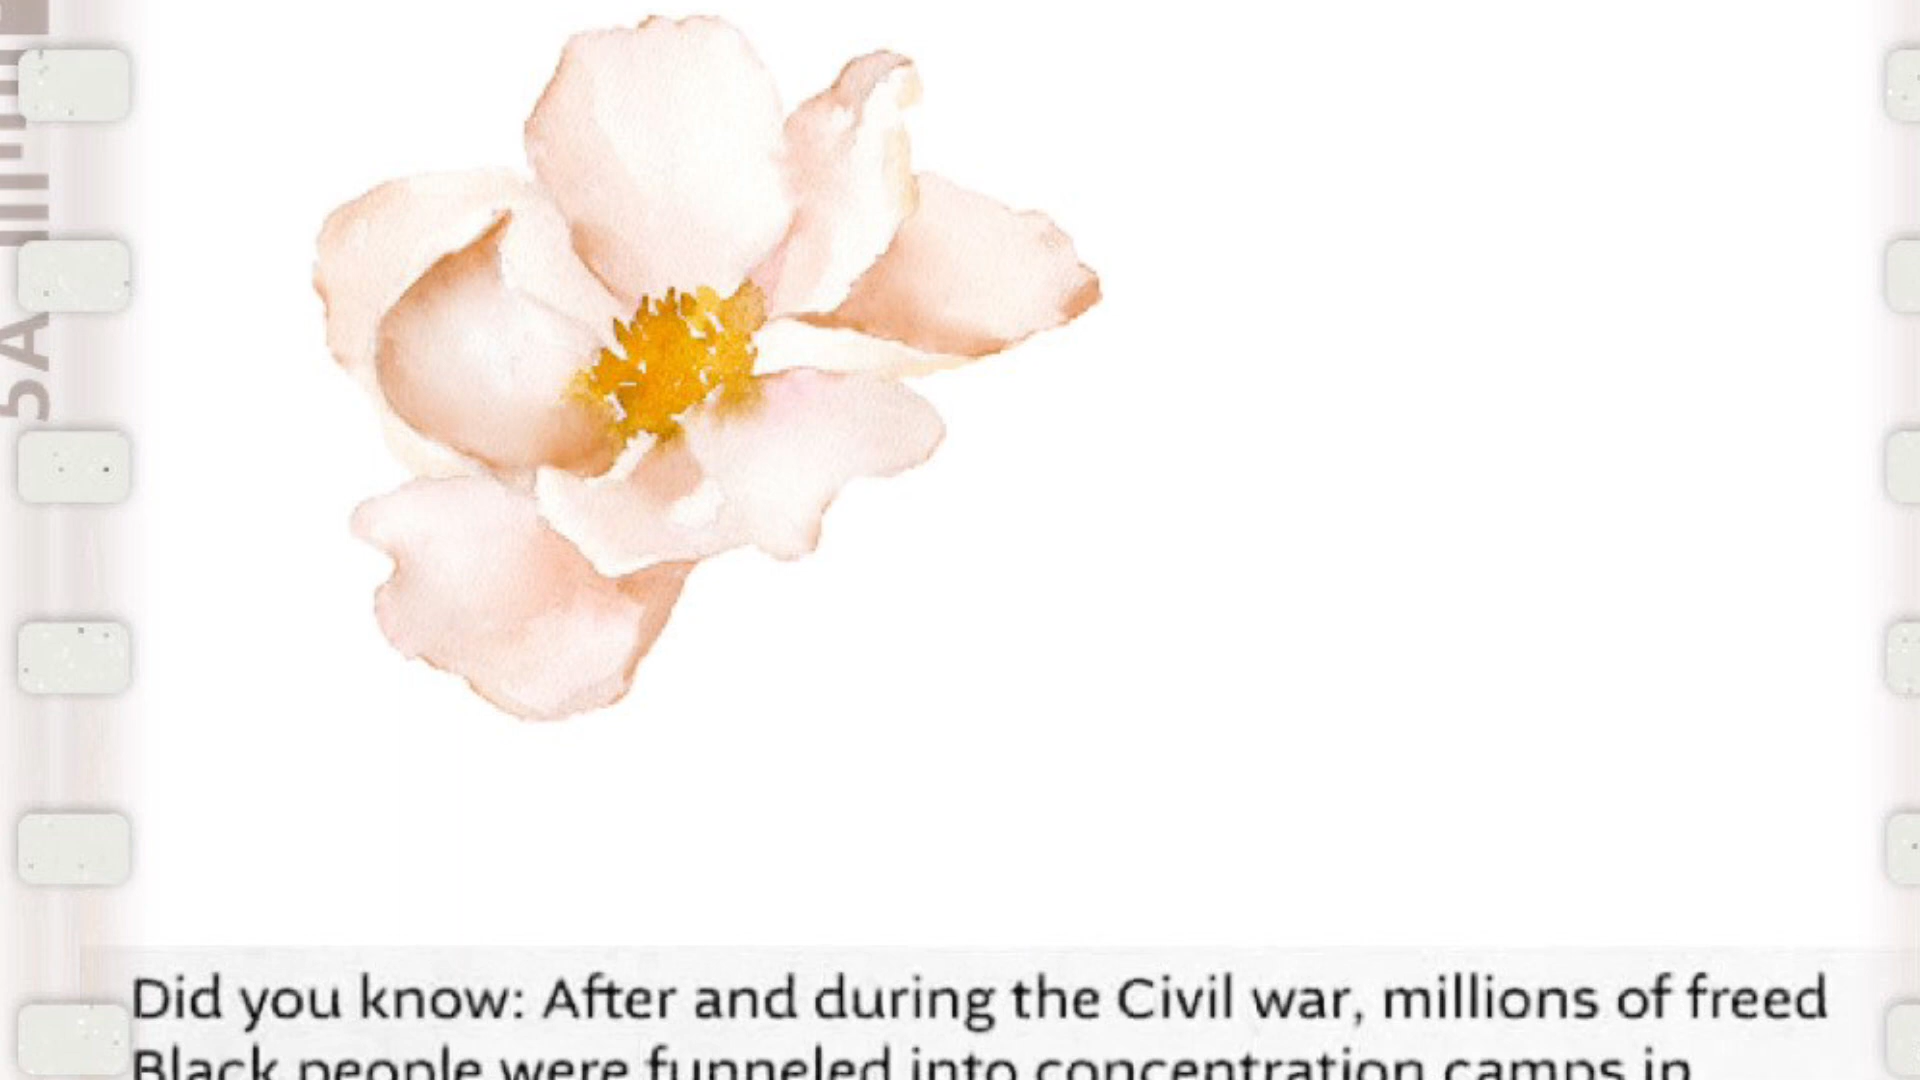 5A
Did you know: After and during the Civil war, millions of freed
Black people were funneled into concentration camps in